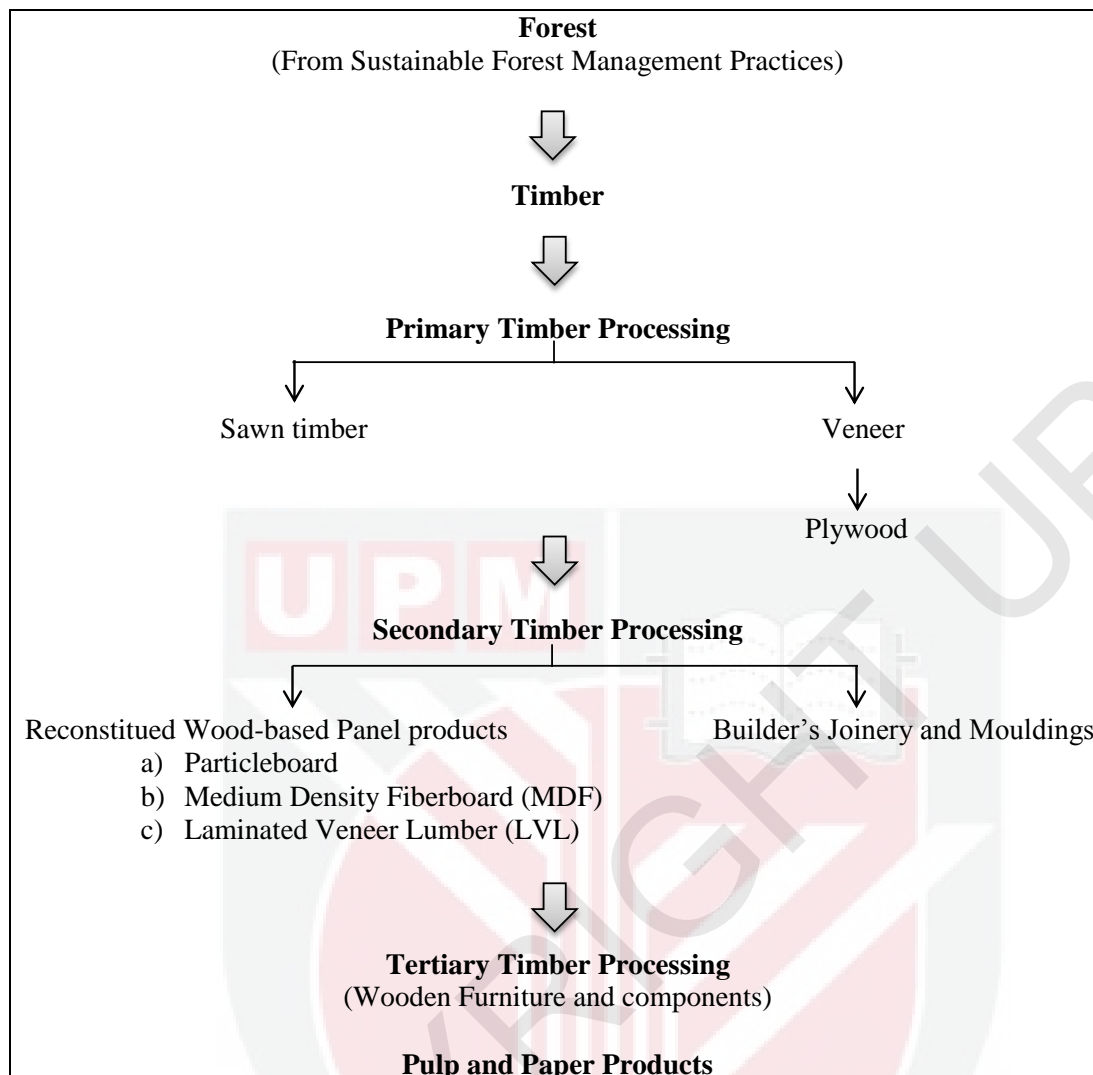 Forest
(From Sustainable Forest Management Practices)
Timber
Primary Timber Processing
Sawn timber
Veneer
Plywood
UPM
Secondary Timber Processing
Reconstitued Wood-based Panel products
Builder's Joinery and Mouldings
a) Particleboard
b) Medium Density Fiberboard (MDF)
c) Laminated Veneer Lumber (LVL)
Tertiary Timber Processing
(Wooden Furniture and components)
Pulp and Paper Products